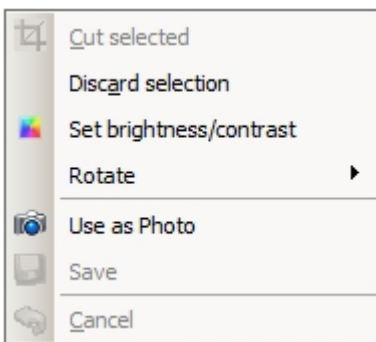 Cut selected
Discard selection
Set brightness/contrast
Rotate
Use as Photo
Save
Cancel